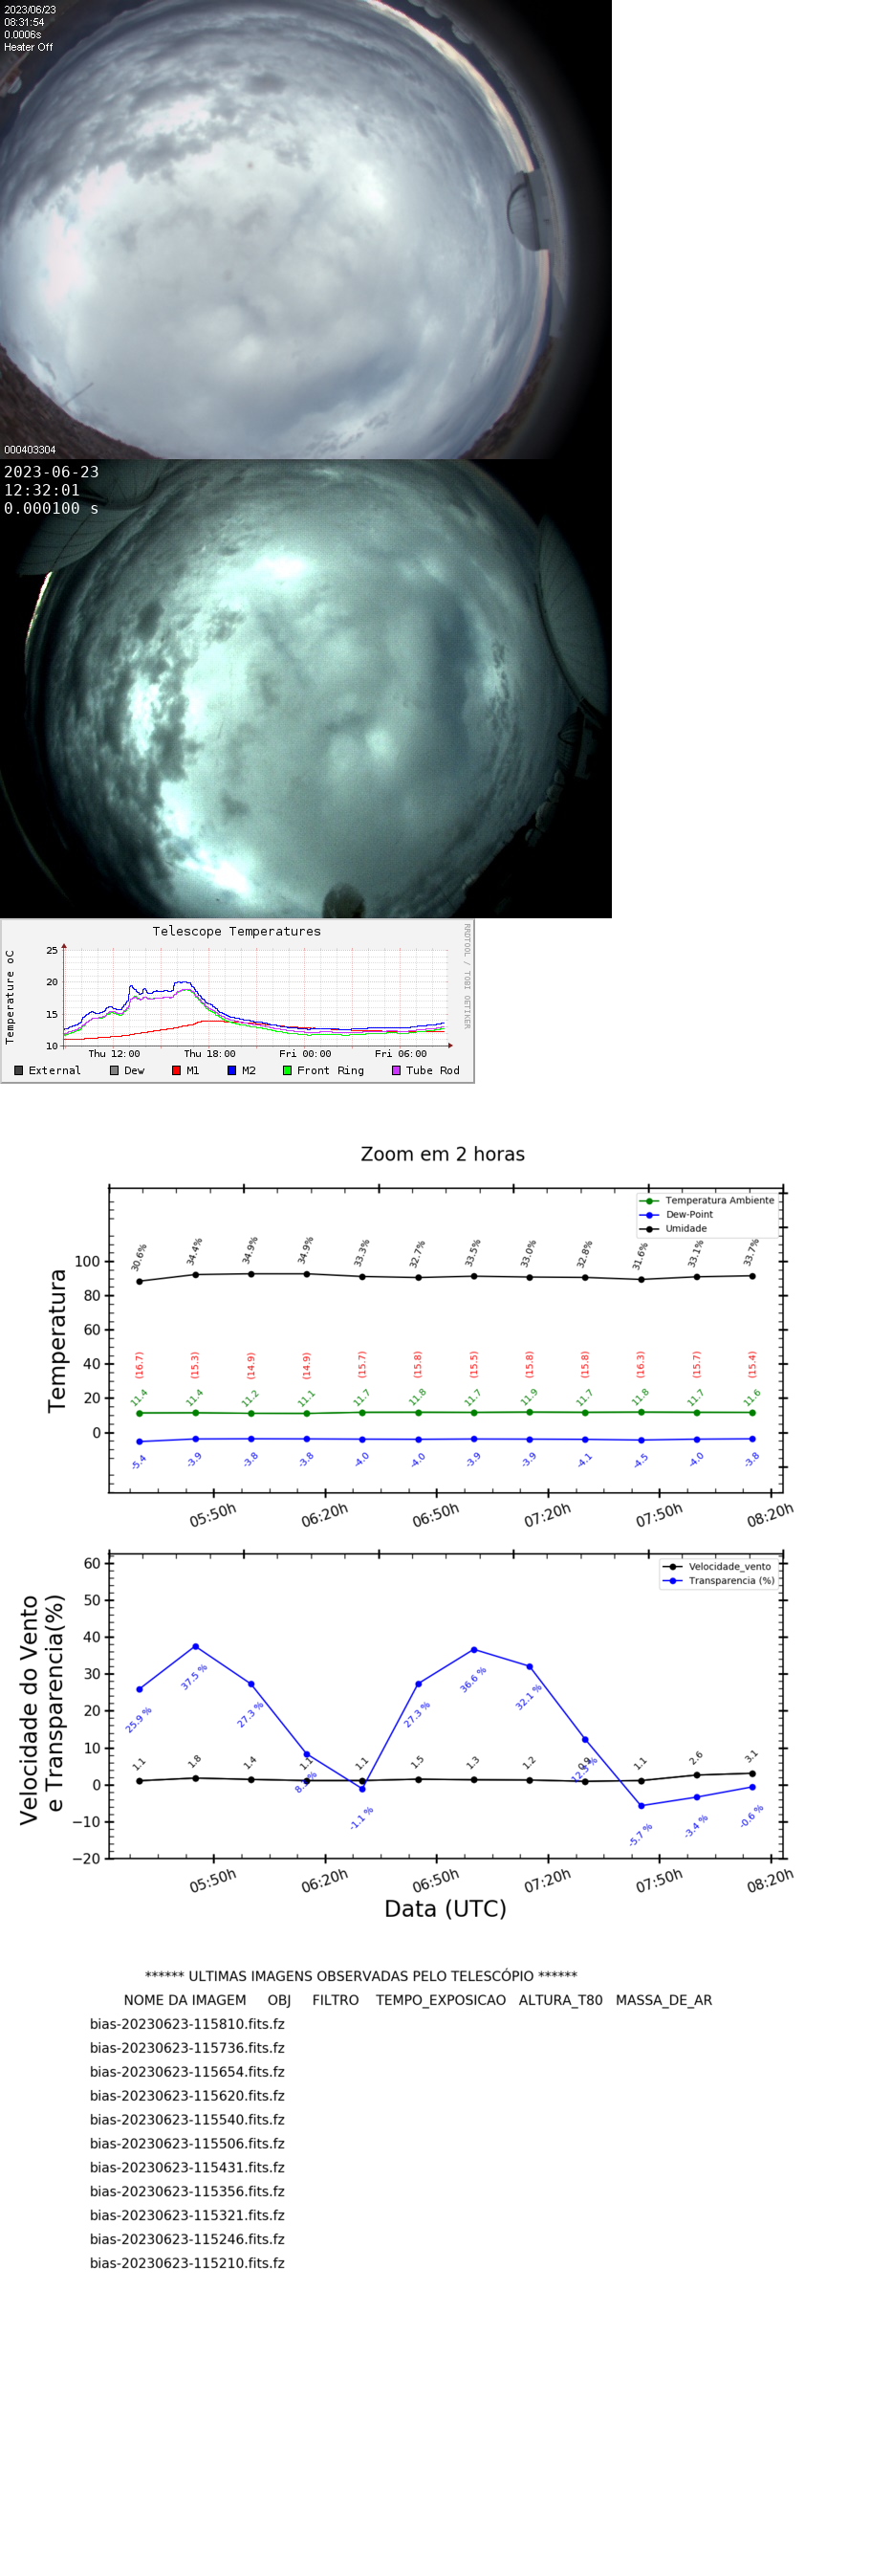 2023/06/23
08:31:54
0.0006s
Heater Off
000403304
2023-06-23
12:32:01
0.000100 s
Telescope Temperatures
RRDTOOL / TOBI OETIKER
Temperature oC
25
20
15
10
Thu 12:00 Thu 18:00 Fri 00:00 Fri 06:00
External Dew M1 M2 Front Ring Tube Rod
Zoom em 2 horas
Temperatura Ambiente
Dew-Point
Umidade
Temperatura
100
80
60
40
20
0
30.6% 34.4% 34.9% 34.9% 33.3% 32.7% 33.5% 33.0% 32.8% 31.6% 33.1% 33.7%
(16.7) (15.3) (14.9) (14.9) (15.7) (15.8) (15.5) (15.8) (15.8) (16.3) (15.7) (15.4)
11.4 11.4 11.2 11.1 11.7 11.8 11.7 11.9 11.7 11.8 11.7 11.6
-5.4 -3.9 -3.8 -3.8 -4.0 -4.0 -3.9 -3.9 -4.1 -4.5 -4.0 -3.8
05:50h 06:20h 06:50h 07:20h 07:50h 08:20h
Velocidade_vento
Transparencia (%)
Velocidade do Vento
e Transparencia(%)
60
50
40
30
20
10
0
−10
−20
1.1 1.8 1.4 1.1 1.1 1.5 1.3 1.2 0.9 1.1 2.6 3.1
25.9 % 37.5 % 27.3 % -1.1 % 27.3 % 36.6 % 32.1 % -5.7 % -3.4 % -0.6 %
05:50h 06:20h 06:50h 07:20h 07:50h 08:20h
Data (UTC)
****** ULTIMAS IMAGENS OBSERVADAS PELO TELESCÓPIO ******
NOME DA IMAGEM OBJ FILTRO TEMPO_EXPOSICAO ALTURA_T80 MASSA_DE_AR
bias-20230623-115810.fits.fz
bias-20230623-115736.fits.fz
bias-20230623-115654.fits.fz
bias-20230623-115620.fits.fz
bias-20230623-115540.fits.fz
bias-20230623-115506.fits.fz
bias-20230623-115431.fits.fz
bias-20230623-115356.fits.fz
bias-20230623-115321.fits.fz
bias-20230623-115246.fits.fz
bias-20230623-115210.fits.fz